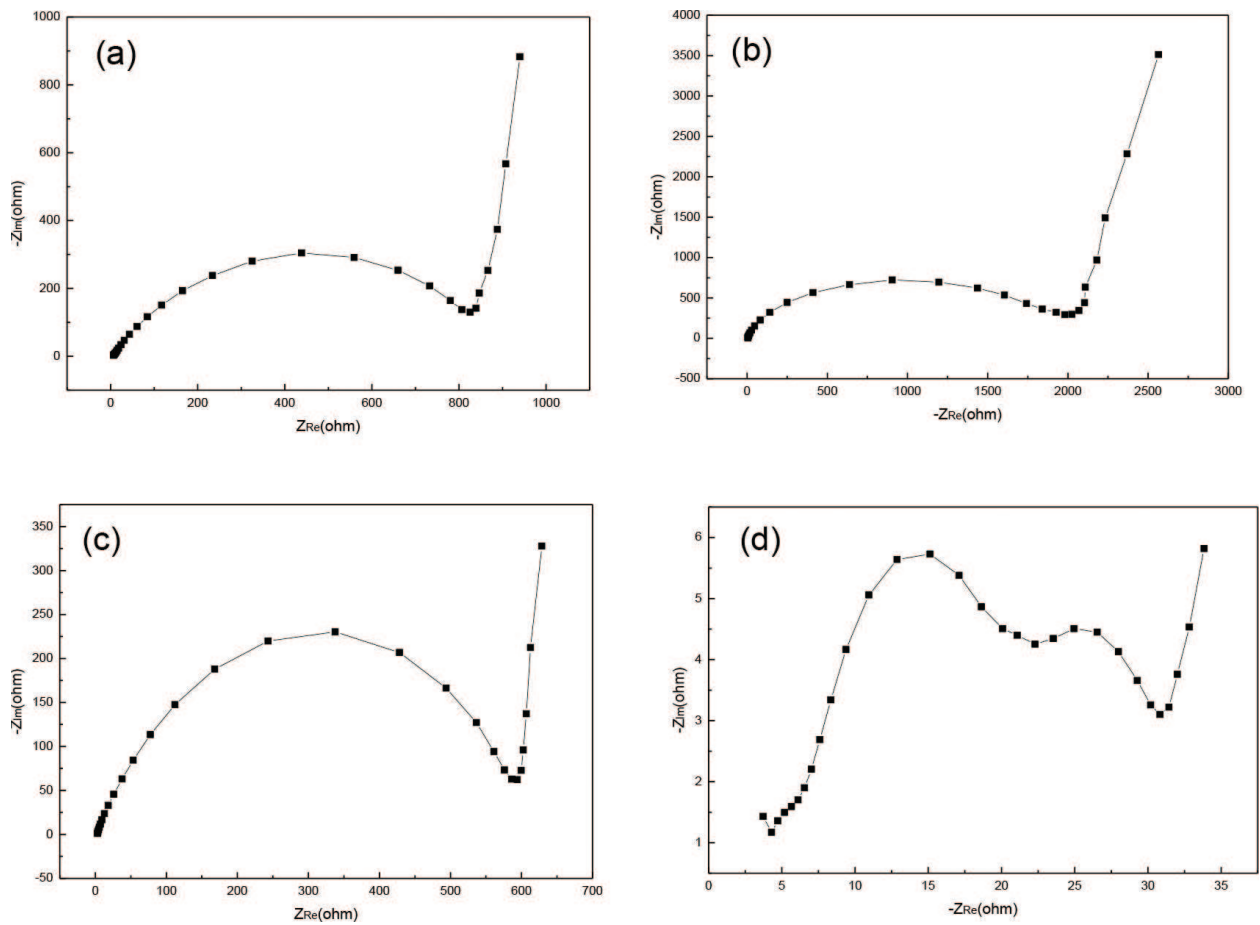 (a)
1000
800
600
400
200
0
-ZIm(ohm)
0 200 400 600 800 1000
ZRe(ohm)
(b)
4000
3500
3000
2500
2000
1500
1000
500
0
-500
-ZIm(ohm)
0 500 1000 1500 2000 2500 3000
-ZRe(ohm)
(c)
350
300
250
200
150
100
50
0
-50
-ZIm(ohm)
0 100 200 300 400 500 600 700
ZRe(ohm)
(d)
6
5
4
3
2
1
-ZIm(ohm)
0 5 10 15 20 25 30 35
-ZRe(ohm)